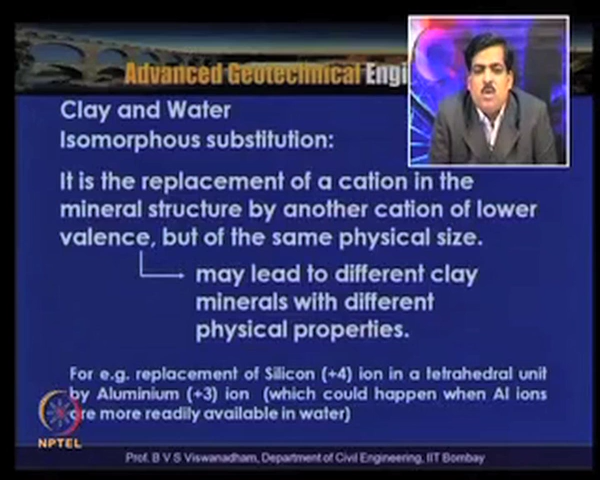 Advanced Geotechnical Engi
Clay and Water
Isomorphous substitution:
It is the replacement of a cation in the
mineral structure by another cation of lower
valence, but of the same physical size.
may lead to different clay
minerals with different
physical properties.
For e.g. replacement of Silicon (+4) ion in a tetrahedral unit
by Aluminium (+3) ion (which could happen when Al ions
are more readily available in water)
NPTEL
Prof. B V S Viswanadham, Department of Civil Engineering, IIT Bombay